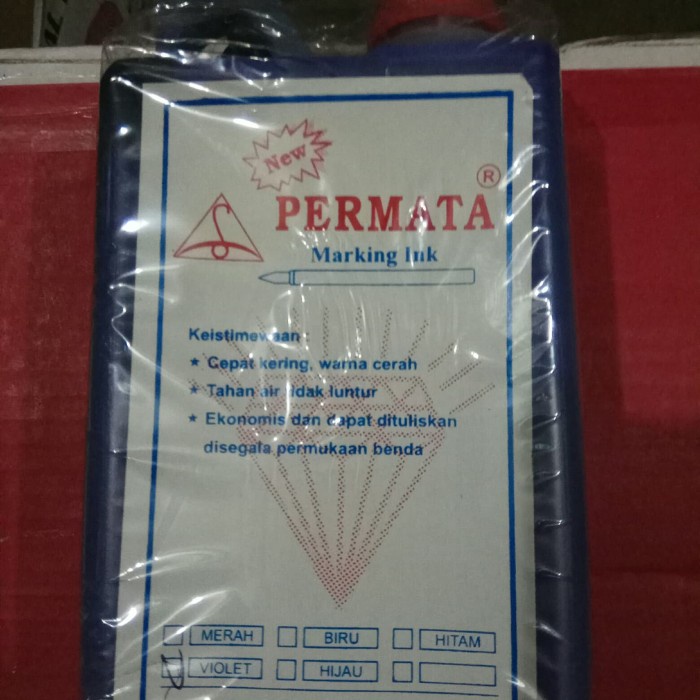 New
®
PERMATA
Marking Ink
Keistimewaan :
★ Cepat kering, warna cerah
★ Tahan air tidak luntur
★ Ekonomis dan dapat dituliskan
disegala permukaan benda
MERAH BIRU HITAM
VIOLET HIJAU